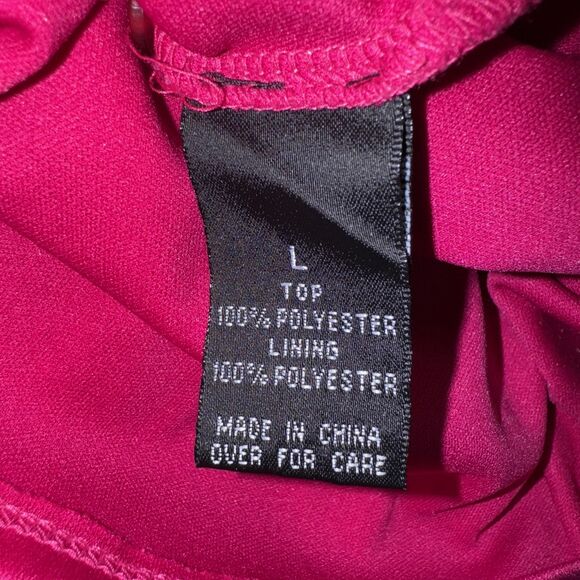 L
TOP
100% POLYESTER
LINING
100% POLYESTER
MADE IN CHINA
OVER FOR CARE